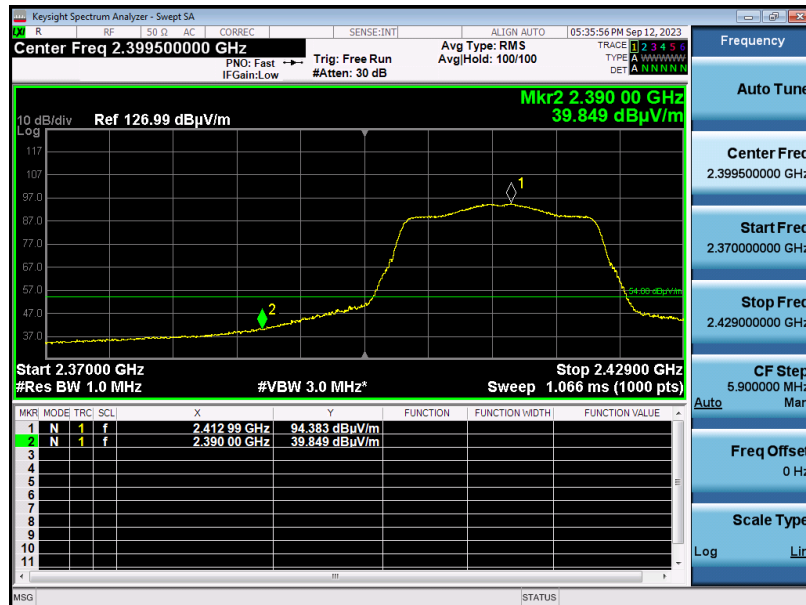 Keysight Spectrum Analyzer - Swept SA
LXI R RF 50 Ω AC CORREC SENSE:INT ALIGN AUTO 05:35:56 PM Sep 12, 2023
Center Freq 2.399500000 GHz
PNO: Fast
IFGain:Low
Trig: Free Run
#Atten: 30 dB
Avg Type: RMS
Avg|Hold: 100/100
TRACE 1 2 3 4 5 6
TYPE A WWWWW
DET A N N N N N
Mkr2 2.390 00 GHz
39.849 dBµV/m
10 dB/div Ref 126.99 dBµV/m
Log
117
107
97.0
87.0
77.0
67.0
57.0
47.0
37.0
1
2
54.00 dBµV/m
Start 2.37000 GHz Stop 2.42900 GHz
#Res BW 1.0 MHz #VBW 3.0 MHz* Sweep 1.066 ms (1000 pts)
MKR MODE TRC SCL X Y FUNCTION FUNCTION WIDTH FUNCTION VALUE
1 N 1 f 2.412 99 GHz 94.383 dBµV/m
2 N 1 f 2.390 00 GHz 39.849 dBµV/m
3
4
5
6
7
8
9
10
11
MSG STATUS
Frequency
Auto Tune
Center Freq
2.399500000 GHz
Start Freq
2.370000000 GHz
Stop Freq
2.429000000 GHz
CF Step
5.900000 MHz
Auto Man
Freq Offset
0 Hz
Scale Type
Log Lin